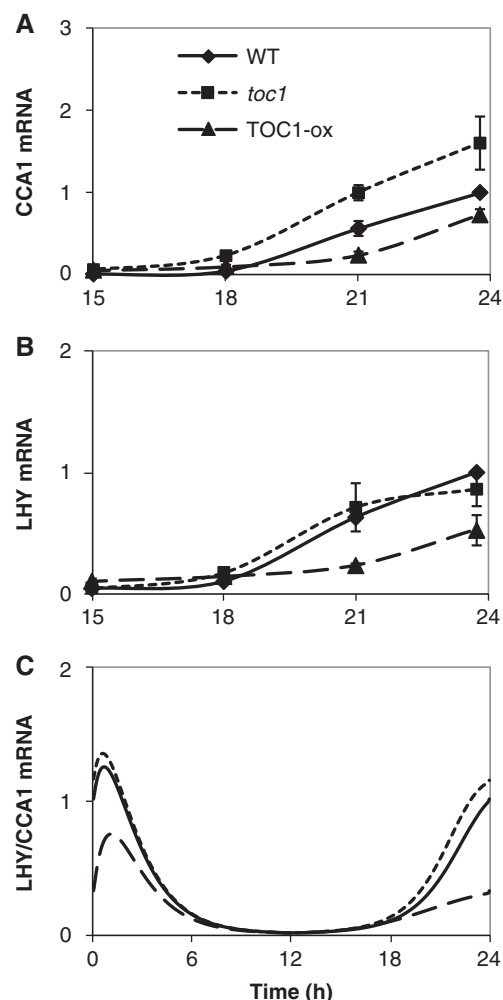 A
3
2
1
0
CCA1 mRNA
WT
toc1
TOC1-ox
15 18 21 24
B
2
1
0
LHY mRNA
15 18 21 24
C
2
1
0
LHY/CCA1 mRNA
0 6 12 18 24
Time (h)